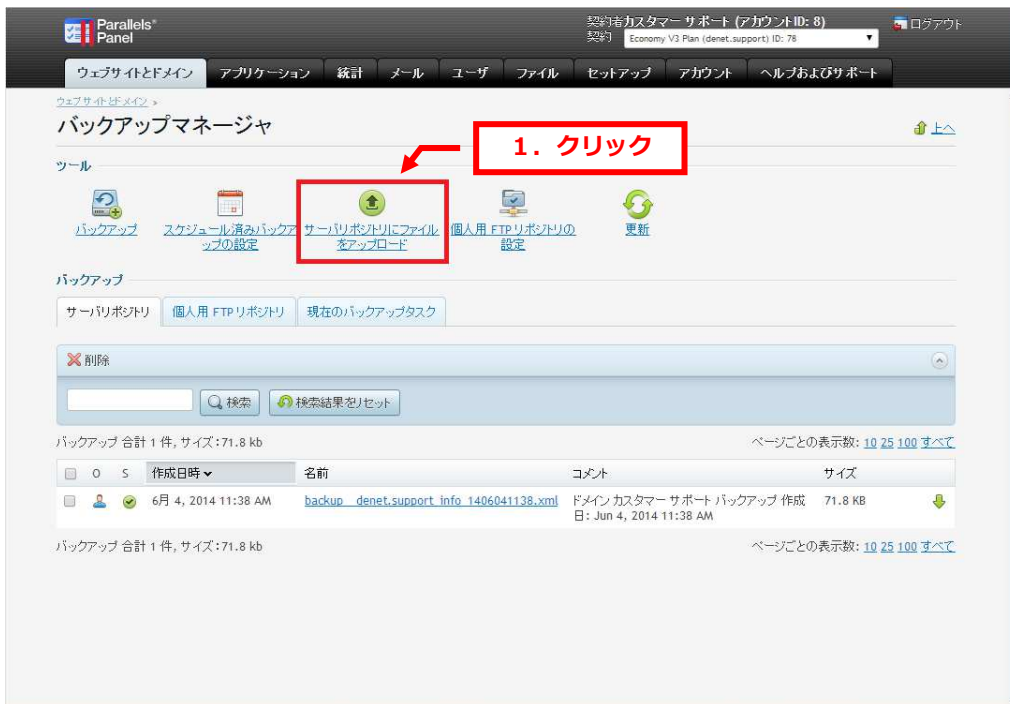 Parallels®
Panel
契約者カスタマー サポート (アカウント ID: 8)
契約 Economy V3 Plan (denet.support) ID: 78
ログアウト
ウェブサイトとドメイン アプリケーション 統計 メール ユーザ ファイル セットアップ アカウント ヘルプおよびサポート
ウェブサイトとドメイン >
バックアップマネージャ
上へ
1．クリック
ツール
バックアップ
スケジュール済みバックア
ップの設定
サーバリポジトリにファイル
をアップロード
個人用 FTP リポジトリの
設定
更新
バックアップ
サーバリポジトリ 個人用 FTP リポジトリ 現在のバックアップタスク
削除
検索 検索結果をリセット
バックアップ 合計 1 件, サイズ:71.8 kb ページごとの表示数: 10 25 100 すべて
O S 作成日時 名前 コメント サイズ
6月 4, 2014 11:38 AM backup_denet.support_info_1406041138.xml ドメイン カスタマー サポート バックアップ 作成 71.8 KB
日: Jun 4, 2014 11:38 AM
バックアップ 合計 1 件, サイズ:71.8 kb ページごとの表示数: 10 25 100 すべて